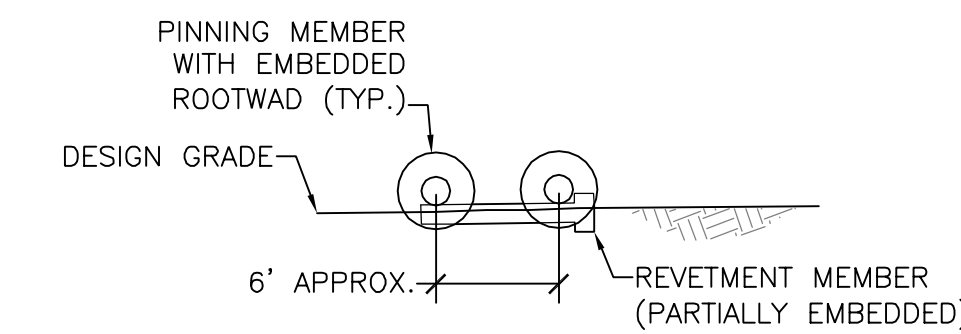 PINNING MEMBER
WITH EMBEDDED
ROOTWAD (TYP.)
DESIGN GRADE
6' APPROX.
REVETMENT MEMBER
(PARTIALLY EMBEDDED)